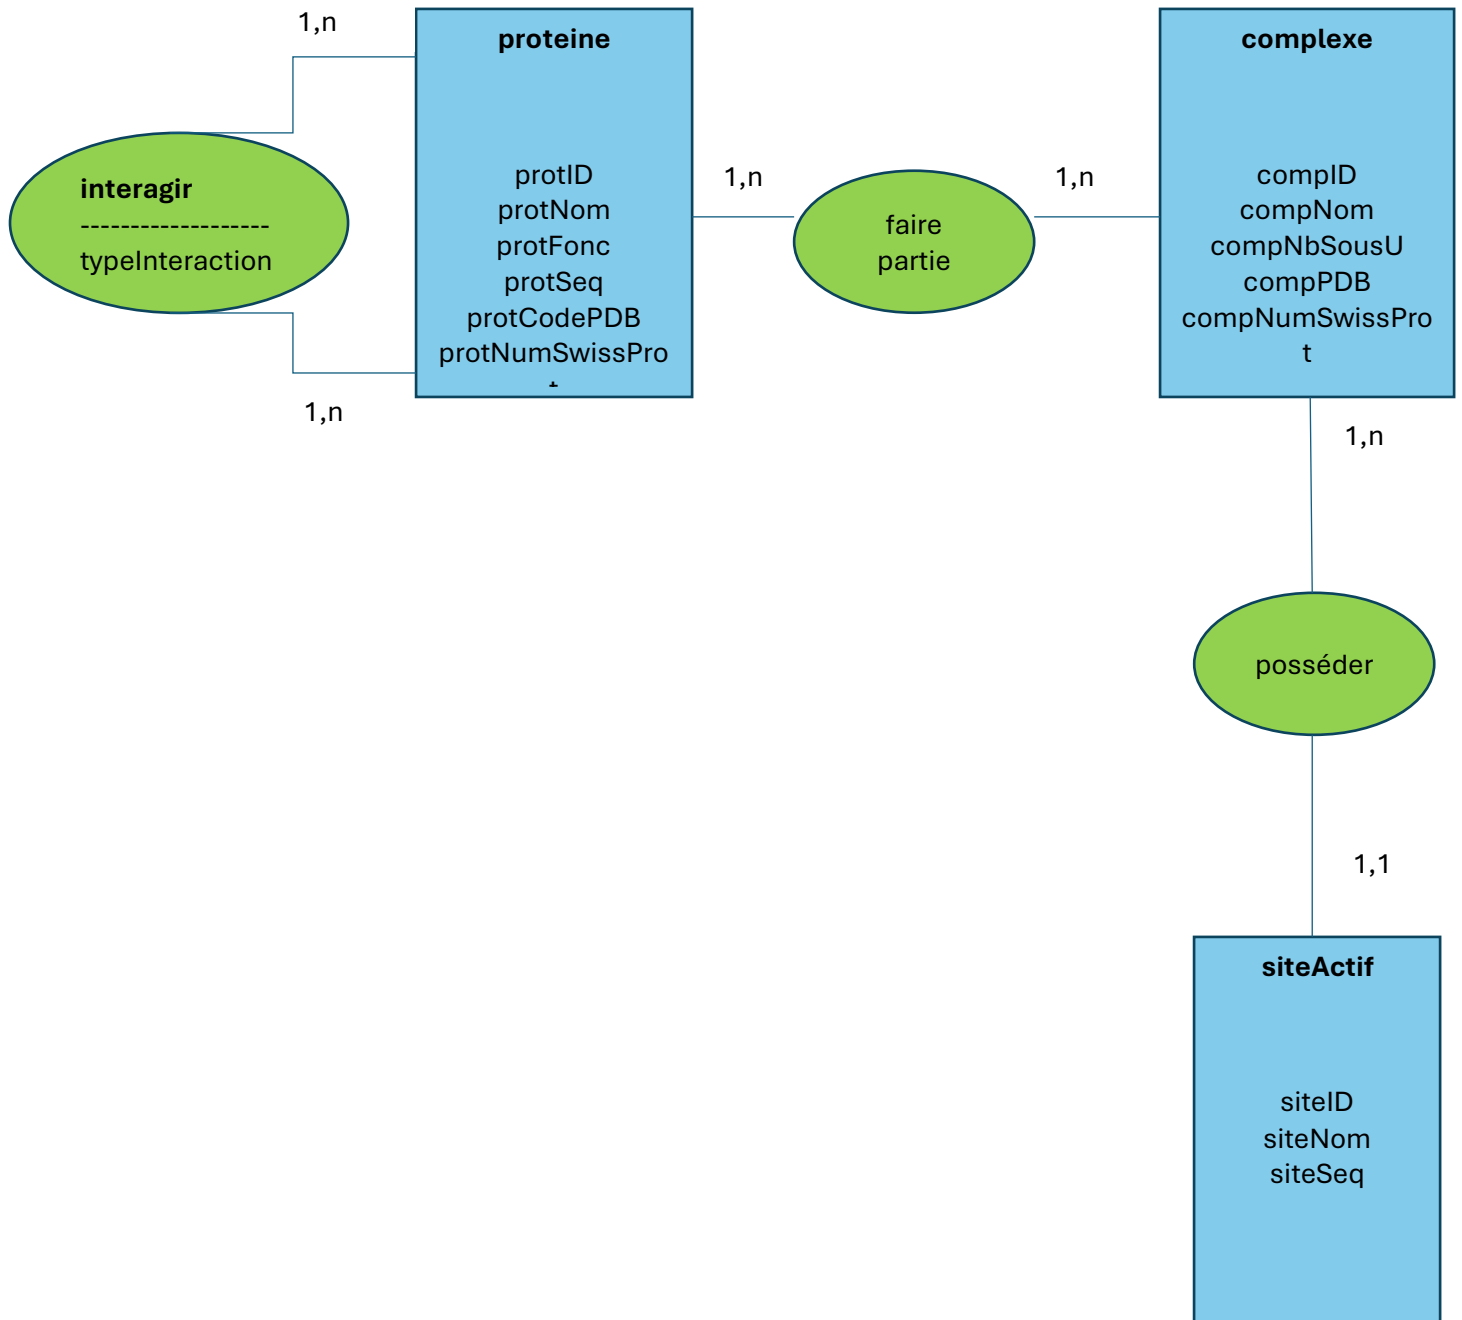 1,n
interagir
-------------------
typeInteraction
1,n
proteine
protID
protNom
protFonc
protSeq
protCodePDB
protNumSwissPro
t
1,n
faire
partie
1,n
complexe
compID
compNom
compNbSousU
compPDB
compNumSwissPro
t
1,n
posséder
1,1
siteActif
siteID
siteNom
siteSeq